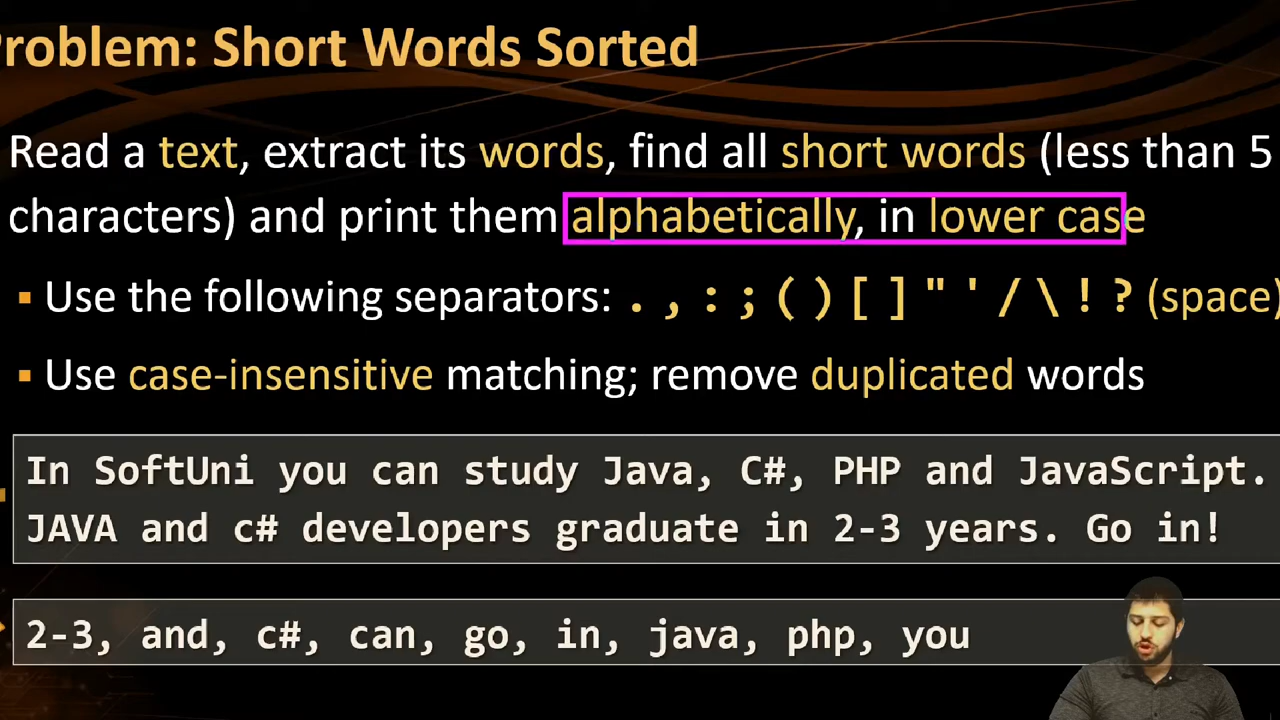 roblem: Short Words Sorted
Read a text, extract its words, find all short words (less than 5
characters) and print them alphabetically, in lower case
▪ Use the following separators: . , : ; ( ) [ ] " ' / \ ! ? (space)
▪ Use case-insensitive matching; remove duplicated words
In SoftUni you can study Java, C#, PHP and JavaScript.
JAVA and c# developers graduate in 2-3 years. Go in!
2-3, and, c#, can, go, in, java, php, you